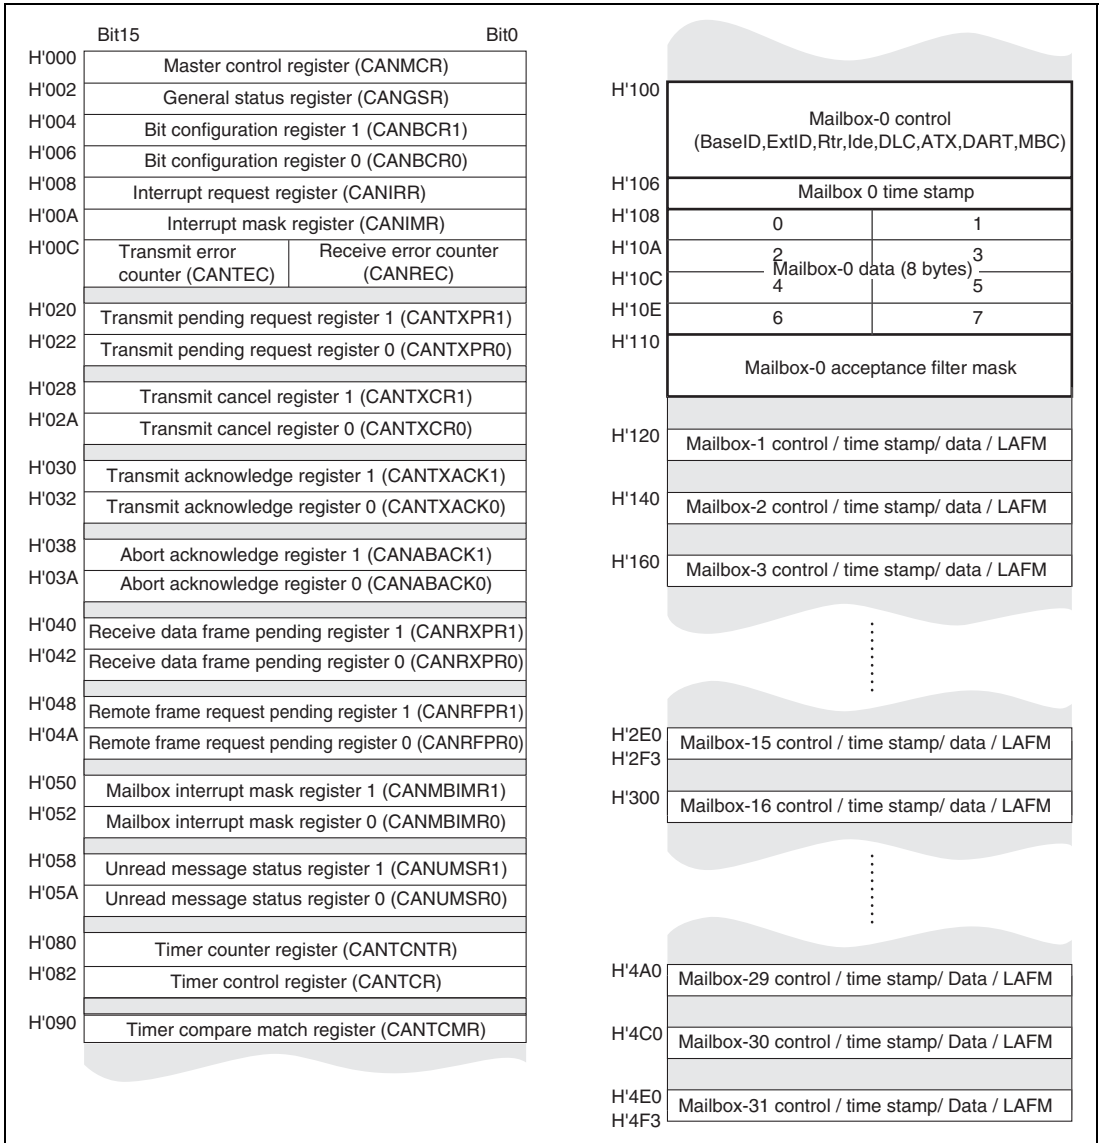 Bit15 Bit0
H'000 Master control register (CANMCR)
H'002 General status register (CANGSR)
H'004 Bit configuration register 1 (CANBCR1)
H'006 Bit configuration register 0 (CANBCR0)
H'008 Interrupt request register (CANIRR)
H'00A Interrupt mask register (CANIMR)
H'00C Transmit error counter (CANTEC) Receive error counter (CANREC)
H'020 Transmit pending request register 1 (CANTXPR1)
H'022 Transmit pending request register 0 (CANTXPR0)
H'028 Transmit cancel register 1 (CANTXCR1)
H'02A Transmit cancel register 0 (CANTXCR0)
H'030 Transmit acknowledge register 1 (CANTXACK1)
H'032 Transmit acknowledge register 0 (CANTXACK0)
H'038 Abort acknowledge register 1 (CANABACK1)
H'03A Abort acknowledge register 0 (CANABACK0)
H'040 Receive data frame pending register 1 (CANRXPR1)
H'042 Receive data frame pending register 0 (CANRXPR0)
H'048 Remote frame request pending register 1 (CANRFPR1)
H'04A Remote frame request pending register 0 (CANRFPR0)
H'050 Mailbox interrupt mask register 1 (CANMBIMR1)
H'052 Mailbox interrupt mask register 0 (CANMBIMR0)
H'058 Unread message status register 1 (CANUMSR1)
H'05A Unread message status register 0 (CANUMSR0)
H'080 Timer counter register (CANTCNTR)
H'082 Timer control register (CANTCR)
H'090 Timer compare match register (CANTCMR)
H'100 Mailbox-0 control
(BaseID,ExtID,Rtr,Ide,DLC,ATX,DART,MBC)
H'106 Mailbox 0 time stamp
H'108 0 1
H'10A 2 3
Mailbox-0 data (8 bytes)
H'10C 4 5
H'10E 6 7
H'110 Mailbox-0 acceptance filter mask
H'120 Mailbox-1 control / time stamp/ data / LAFM
H'140 Mailbox-2 control / time stamp/ data / LAFM
H'160 Mailbox-3 control / time stamp/ data / LAFM
H'2E0 Mailbox-15 control / time stamp/ data / LAFM
H'2F3
H'300 Mailbox-16 control / time stamp/ data / LAFM
H'4A0 Mailbox-29 control / time stamp/ Data / LAFM
H'4C0 Mailbox-30 control / time stamp/ Data / LAFM
H'4E0 Mailbox-31 control / time stamp/ Data / LAFM
H'4F3